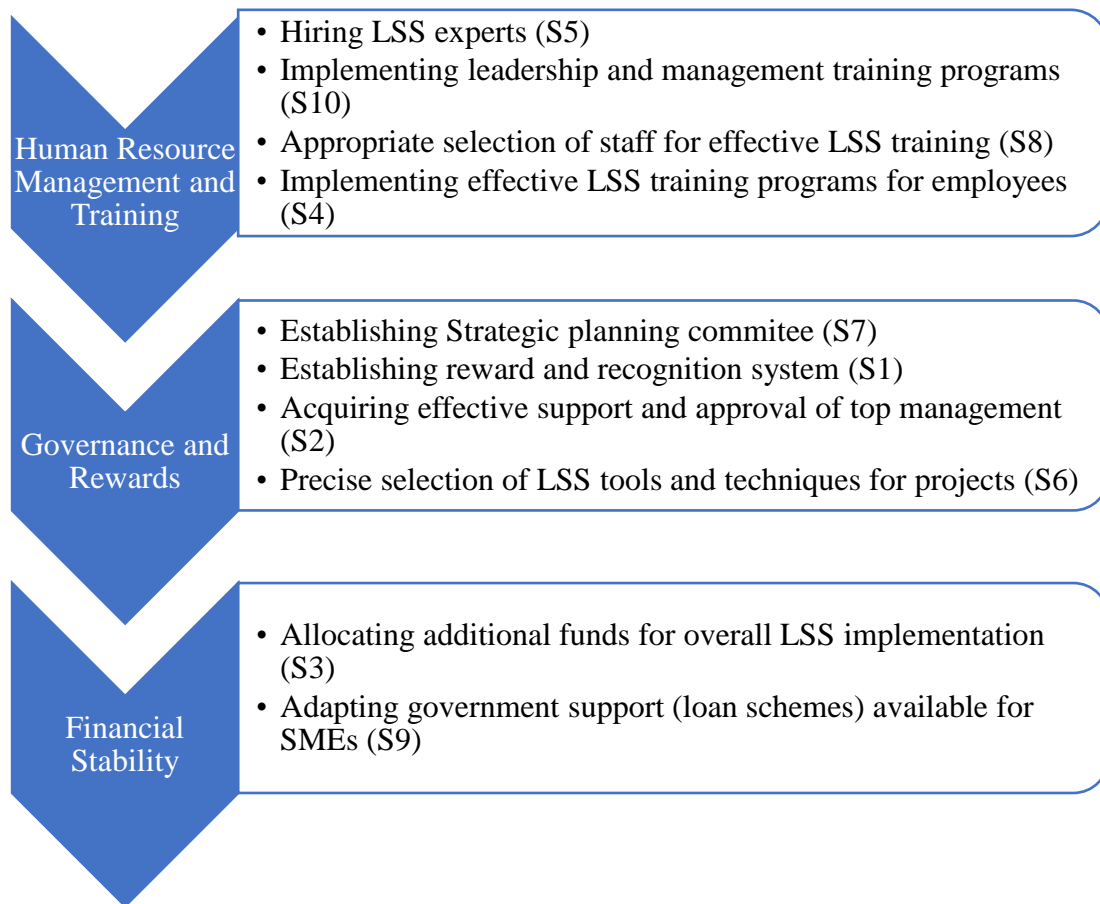 Human Resource
Management and
Training
• Hiring LSS experts (S5)
• Implementing leadership and management training programs
(S10)
• Appropriate selection of staff for effective LSS training (S8)
• Implementing effective LSS training programs for employees
(S4)
Governance and
Rewards
• Establishing Strategic planning commitee (S7)
• Establishing reward and recognition system (S1)
• Acquiring effective support and approval of top management
(S2)
• Precise selection of LSS tools and techniques for projects (S6)
Financial
Stability
• Allocating additional funds for overall LSS implementation
(S3)
• Adapting government support (loan schemes) available for
SMEs (S9)